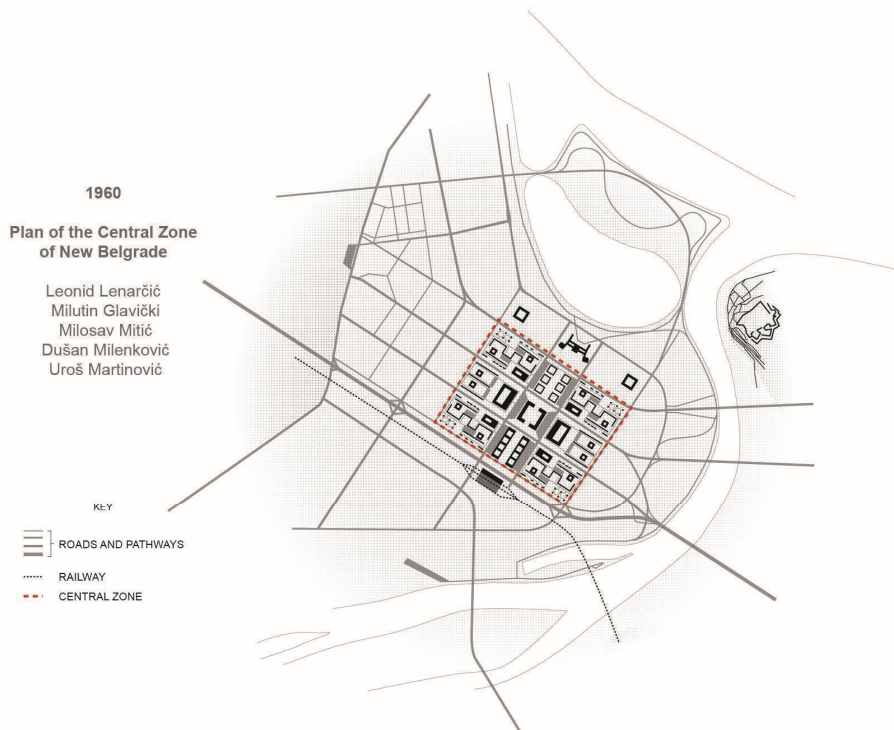 1960
Plan of the Central Zone
of New Belgrade
Leonid Lenarčić
Milutin Glavički
Milosav Mitić
Dušan Milenković
Uroš Martinović
KEY
ROADS AND PATHWAYS
RAILWAY
CENTRAL ZONE